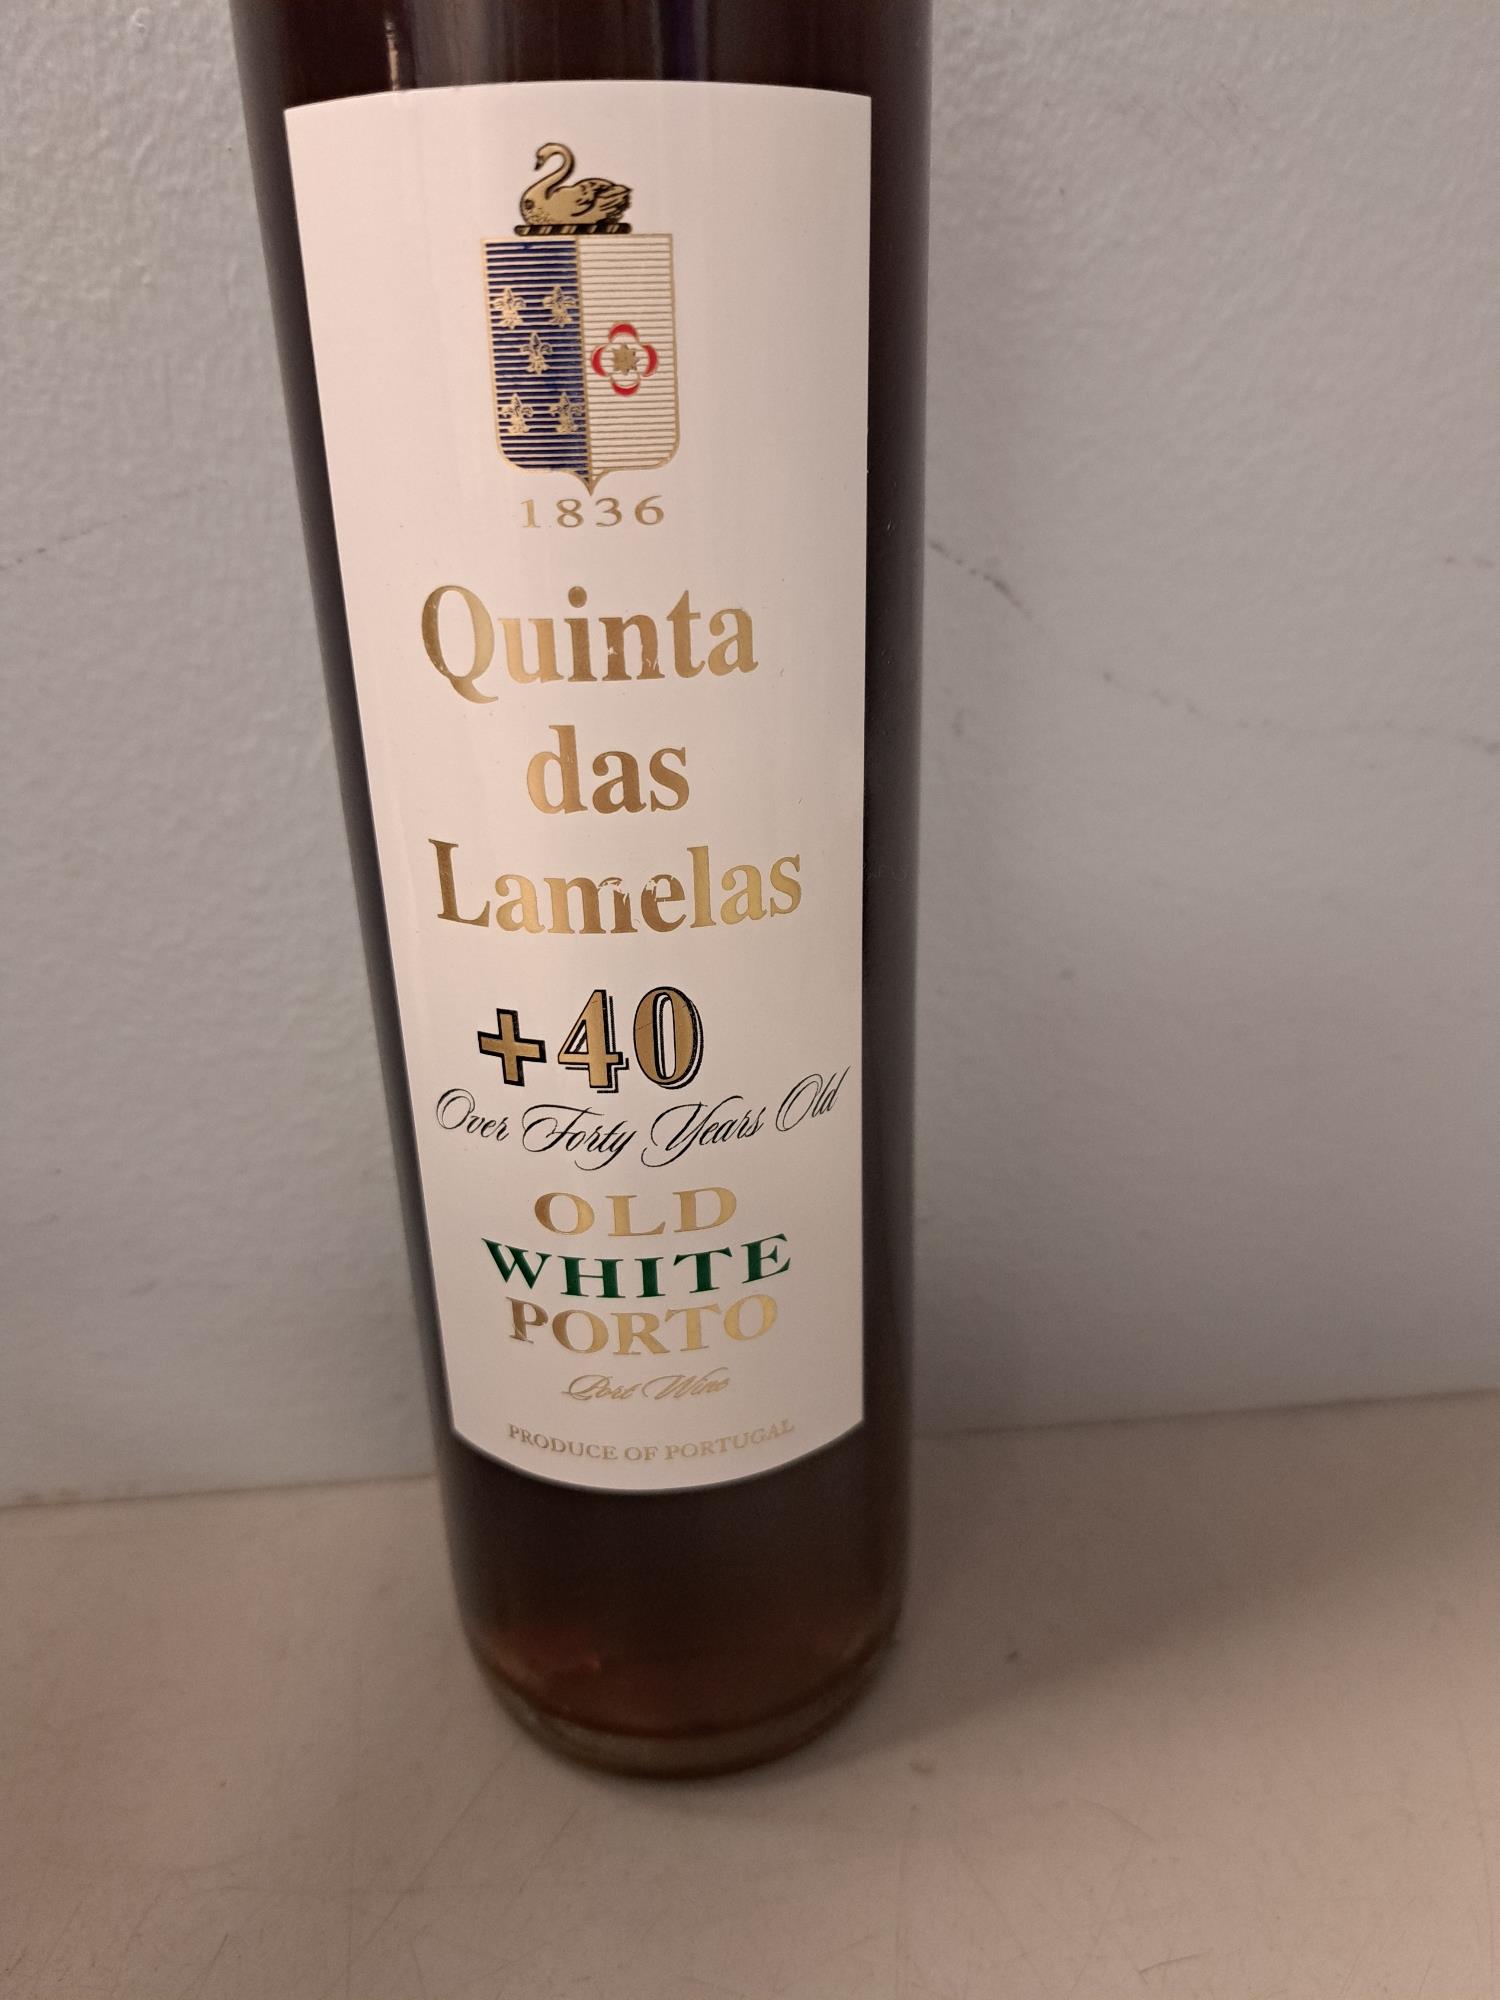 1836
Quinta
das
Lamelas
+40
Over Forty Years Old
OLD
WHITE
PORTO
Port Wine
PRODUCE OF PORTUGAL